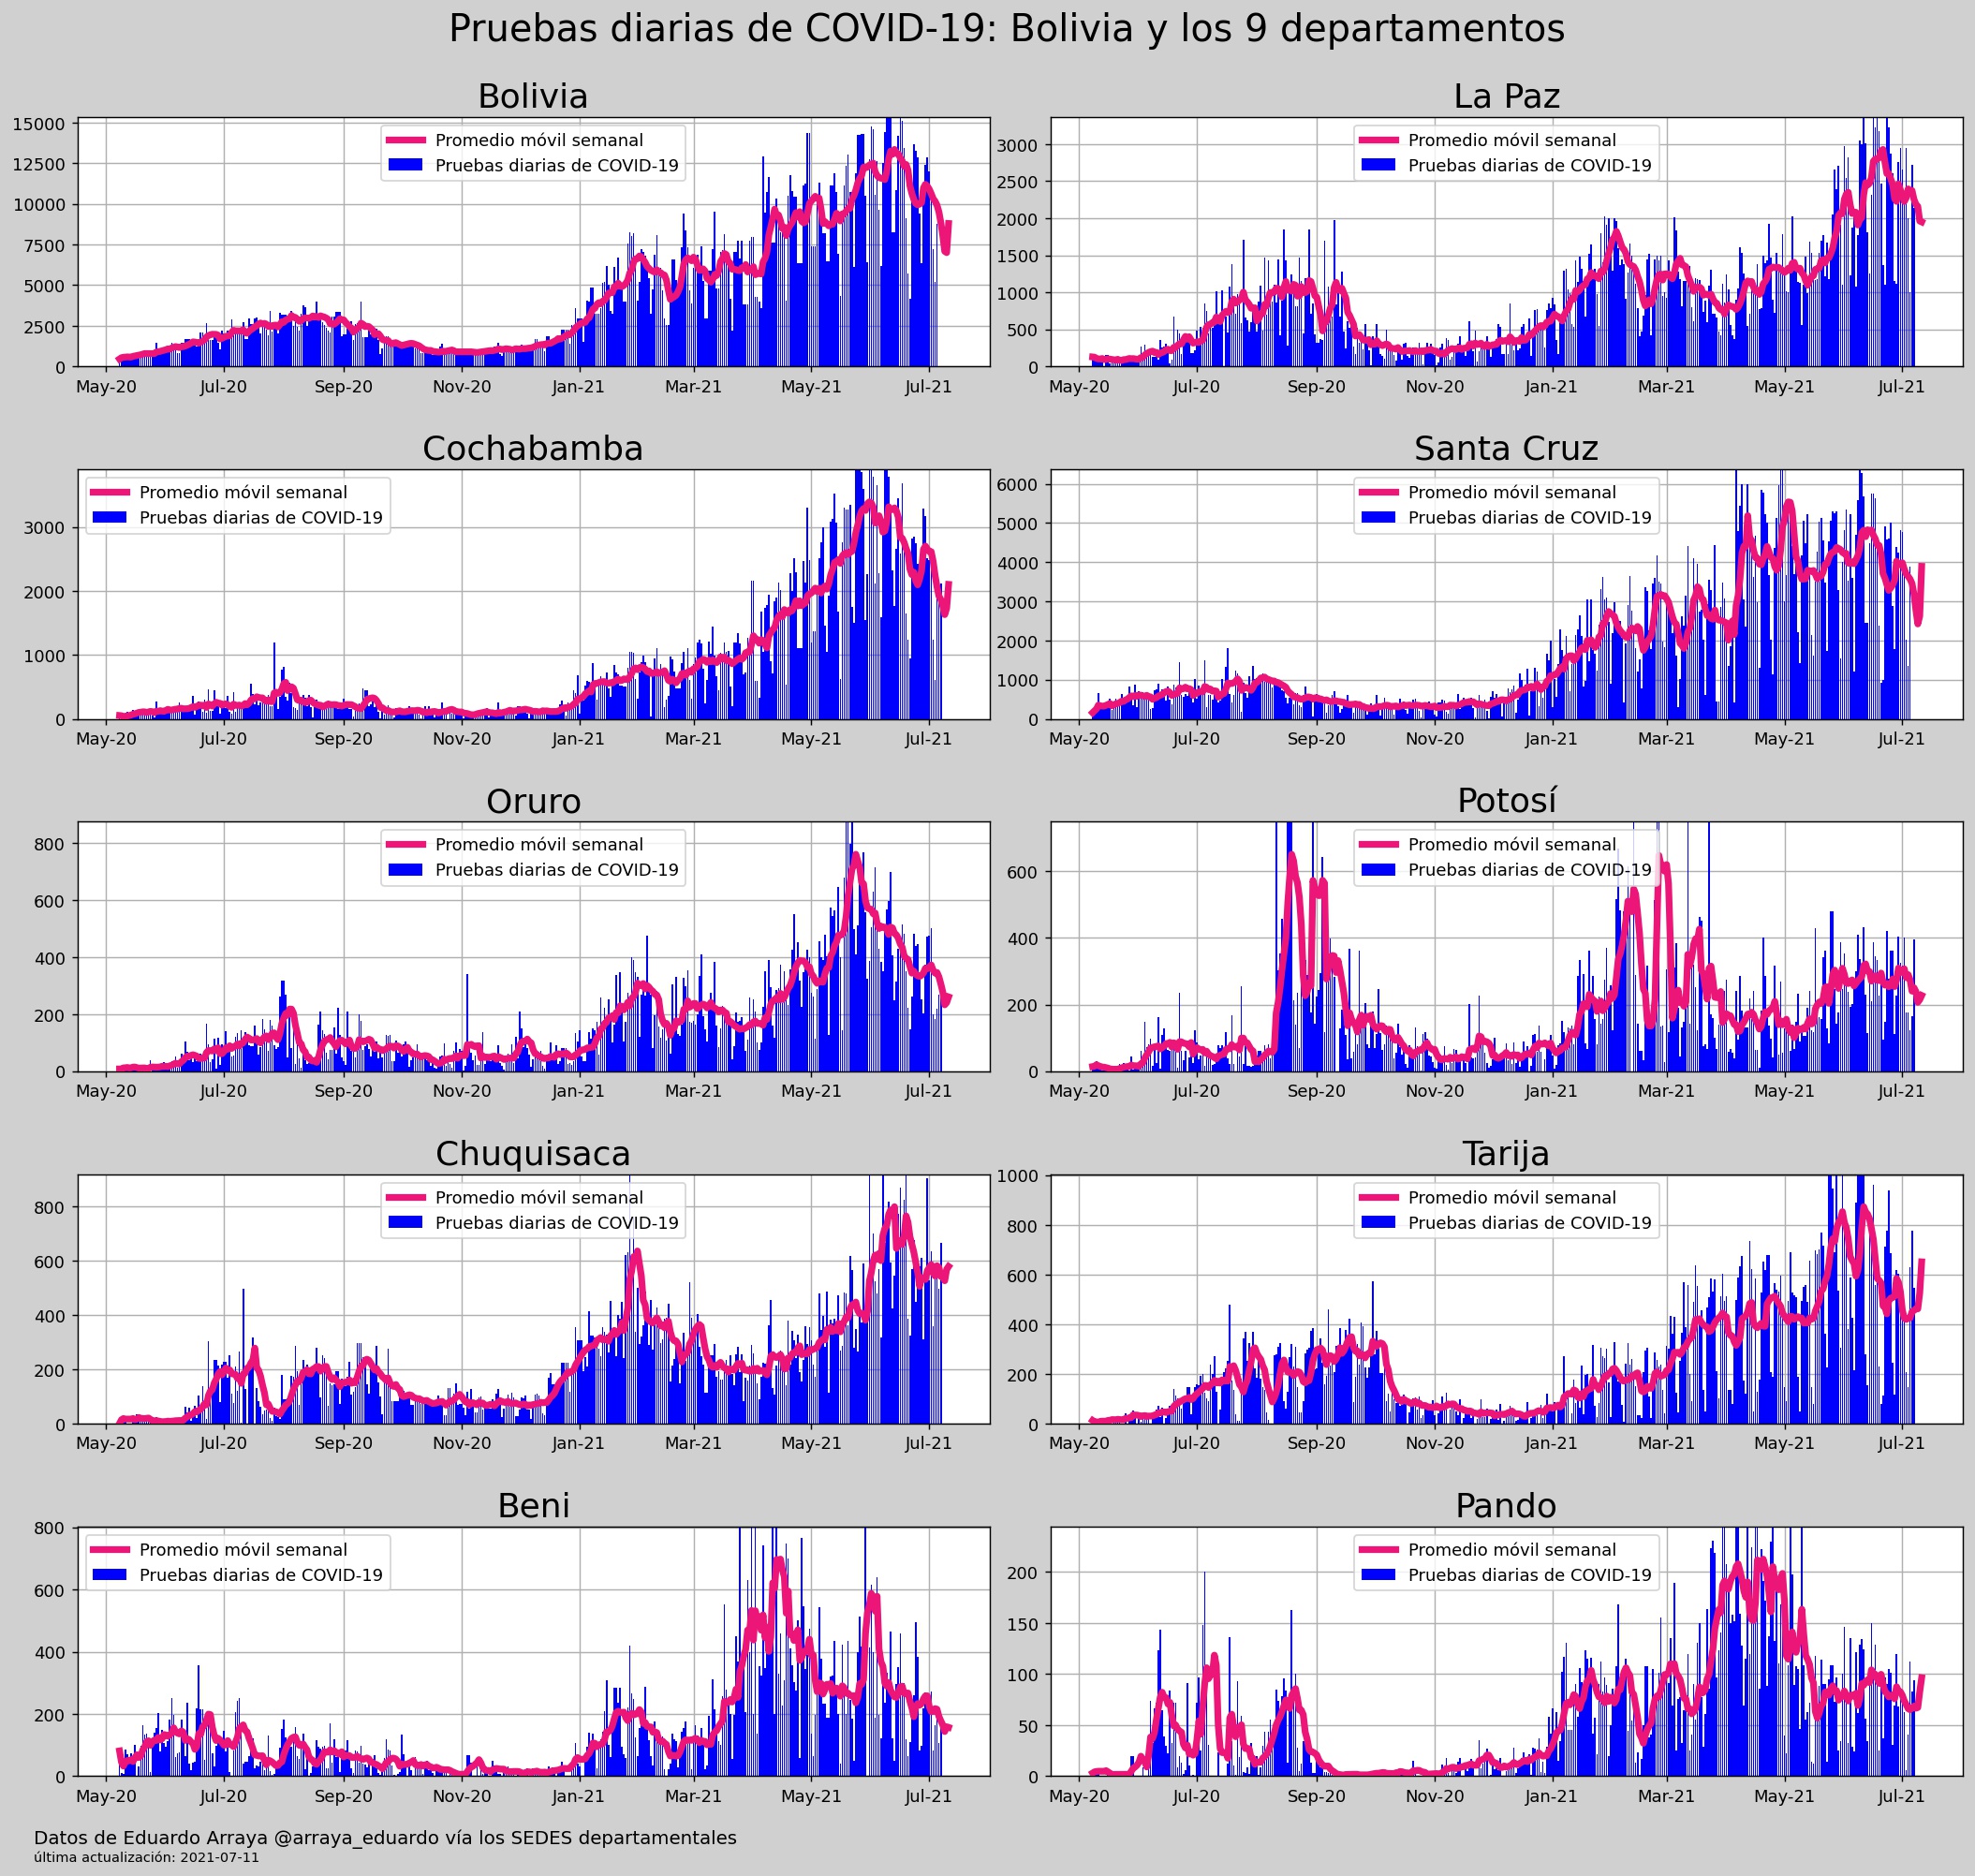 Pruebas diarias de COVID-19: Bolivia y los 9 departamentos
Bolivia
15000
12500
10000
7500
5000
2500
0
Promedio móvil semanal
Pruebas diarias de COVID-19
May-20 Jul-20 Sep-20 Nov-20 Jan-21 Mar-21 May-21 Jul-21
La Paz
3000
2500
2000
1500
1000
500
0
Promedio móvil semanal
Pruebas diarias de COVID-19
May-20 Jul-20 Sep-20 Nov-20 Jan-21 Mar-21 May-21 Jul-21
Cochabamba
3000
2000
1000
0
Promedio móvil semanal
Pruebas diarias de COVID-19
May-20 Jul-20 Sep-20 Nov-20 Jan-21 Mar-21 May-21 Jul-21
Santa Cruz
6000
5000
4000
3000
2000
1000
0
Promedio móvil semanal
Pruebas diarias de COVID-19
May-20 Jul-20 Sep-20 Nov-20 Jan-21 Mar-21 May-21 Jul-21
Oruro
800
600
400
200
0
Promedio móvil semanal
Pruebas diarias de COVID-19
May-20 Jul-20 Sep-20 Nov-20 Jan-21 Mar-21 May-21 Jul-21
Potosí
600
400
200
0
Promedio móvil semanal
Pruebas diarias de COVID-19
May-20 Jul-20 Sep-20 Nov-20 Jan-21 Mar-21 May-21 Jul-21
Chuquisaca
800
600
400
200
0
Promedio móvil semanal
Pruebas diarias de COVID-19
May-20 Jul-20 Sep-20 Nov-20 Jan-21 Mar-21 May-21 Jul-21
Tarija
1000
800
600
400
200
0
Promedio móvil semanal
Pruebas diarias de COVID-19
May-20 Jul-20 Sep-20 Nov-20 Jan-21 Mar-21 May-21 Jul-21
Beni
800
600
400
200
0
Promedio móvil semanal
Pruebas diarias de COVID-19
May-20 Jul-20 Sep-20 Nov-20 Jan-21 Mar-21 May-21 Jul-21
Pando
200
150
100
50
0
Promedio móvil semanal
Pruebas diarias de COVID-19
May-20 Jul-20 Sep-20 Nov-20 Jan-21 Mar-21 May-21 Jul-21
Datos de Eduardo Arraya @arraya_eduardo vía los SEDES departamentales
última actualización: 2021-07-11